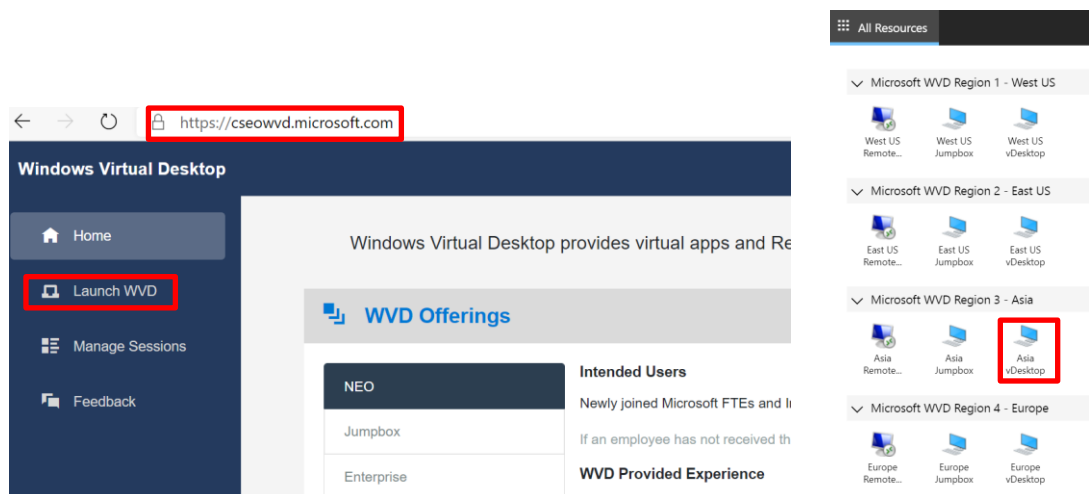 https://cseowvd.microsoft.com
Windows Virtual Desktop
Home
Launch WVD
Manage Sessions
Feedback
Windows Virtual Desktop provides virtual apps and Re
WVD Offerings
NEO
Jumpbox
Enterprise
Intended Users
Newly joined Microsoft FTEs and I
If an employee has not received th
WVD Provided Experience
All Resources
Microsoft WVD Region 1 - West US
West US Remote...
West US Jumpbox
West US vDesktop
Microsoft WVD Region 2 - East US
East US Remote...
East US Jumpbox
East US vDesktop
Microsoft WVD Region 3 - Asia
Asia Remote...
Asia Jumpbox
Asia vDesktop
Microsoft WVD Region 4 - Europe
Europe Remote...
Europe Jumpbox
Europe vDesktop